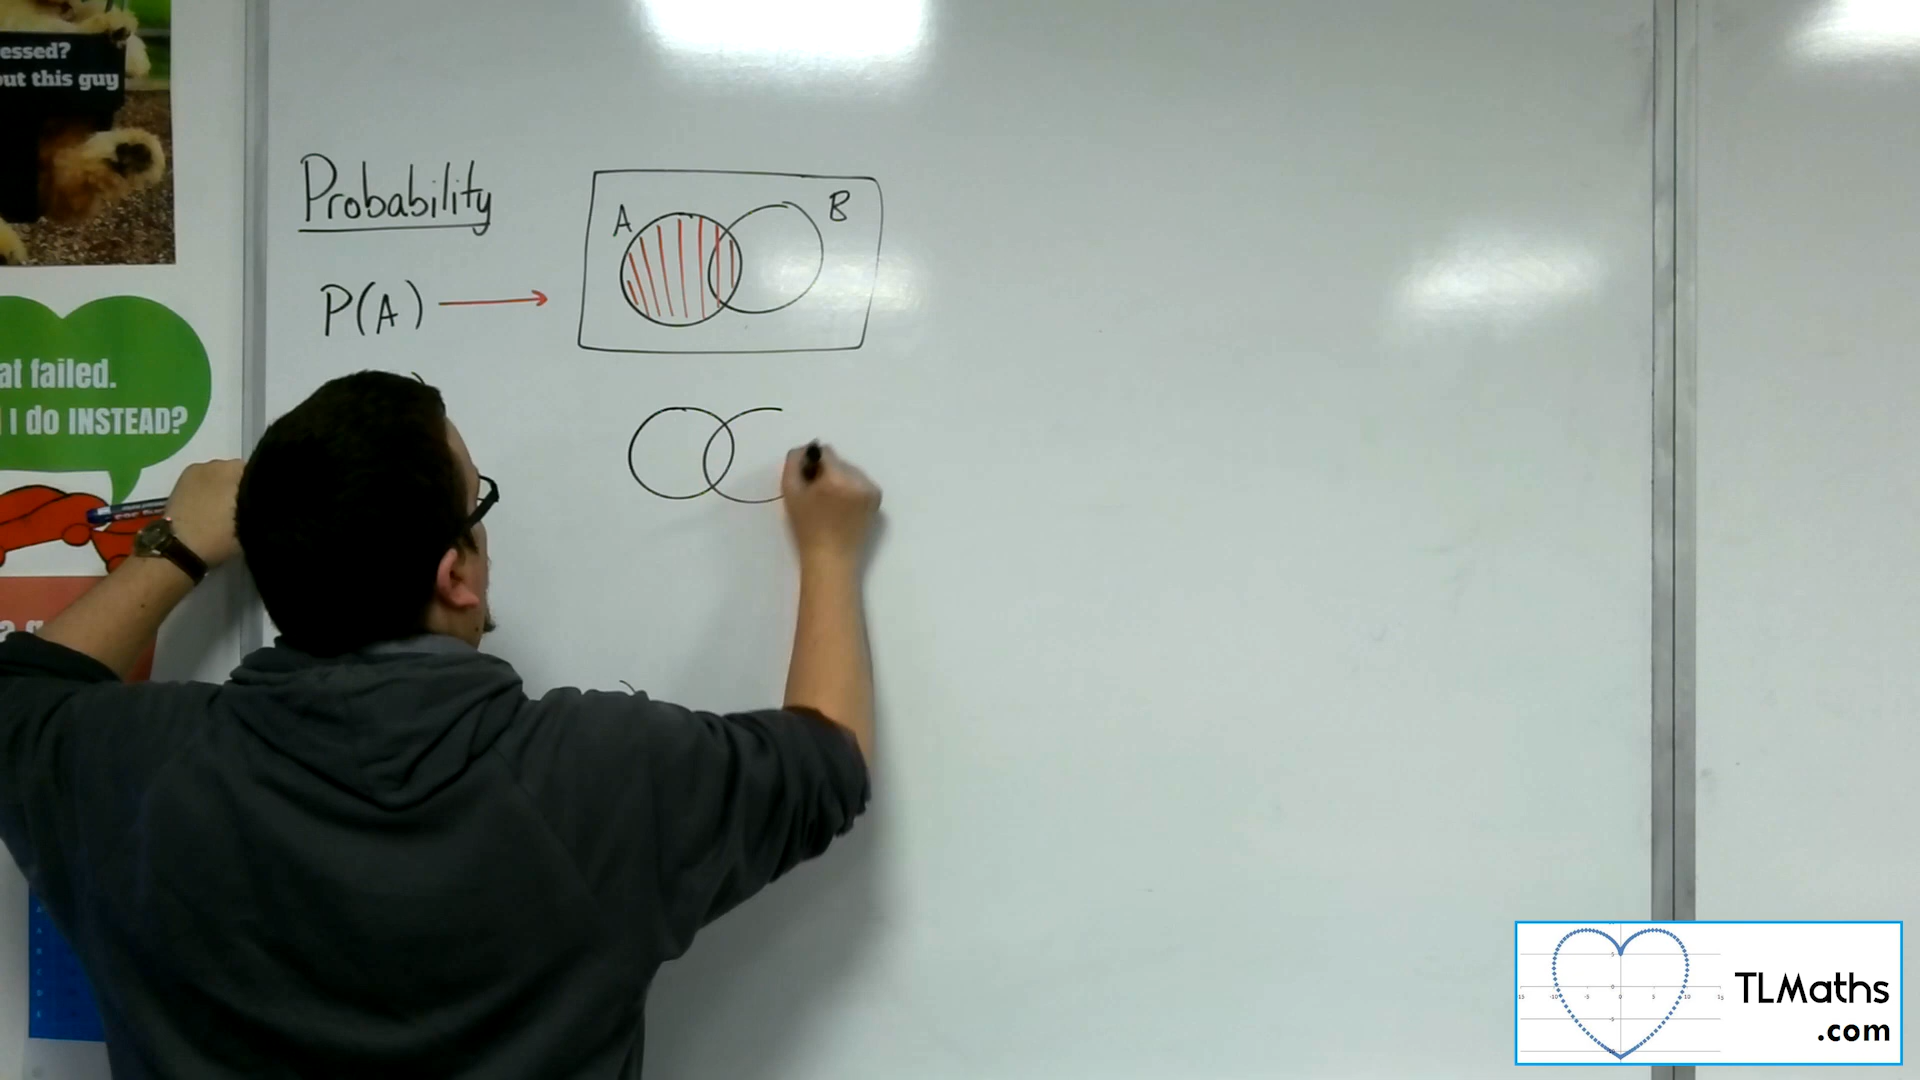 essed?
out this guy
Probability
A
B
P(A)
at failed.
I do INSTEAD?
TLMaths
.com